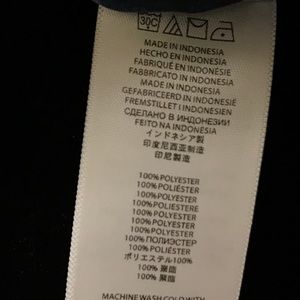 30C
MADE IN INDONESIA
HECHO EN INDONESIA
FABRIQUÉ EN INDONÉSIE
FABBRICATO IN INDONESIA
MADE IN INDONESIA
GEFABRICEERD IN INDONESIË
FREMSTILLET I INDONESIEN
СДЕЛАНО В ИНДОНЕЗИИ
FEITO NA INDONÉSIA
インドネシア製
印度尼西亚制造
印尼製造
100% POLYESTER
100% POLIÉSTER
100% POLYESTER
100% POLIESTERE
100% POLYESTER
100% POLYESTER
100% POLYESTER
100% ПОЛИЭСТЕР
100% POLIÉSTER
ポリエステル100%
100% 聚酯
100% 聚酯
MACHINE WASH COLD WITH